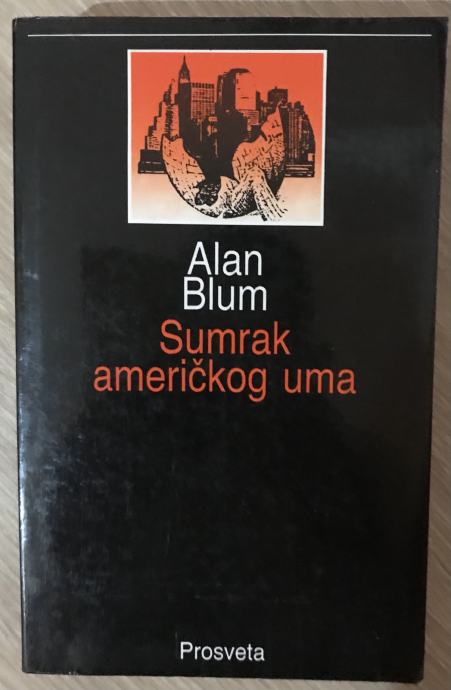 Alan
Blum
Sumrak
američkog uma
Prosveta